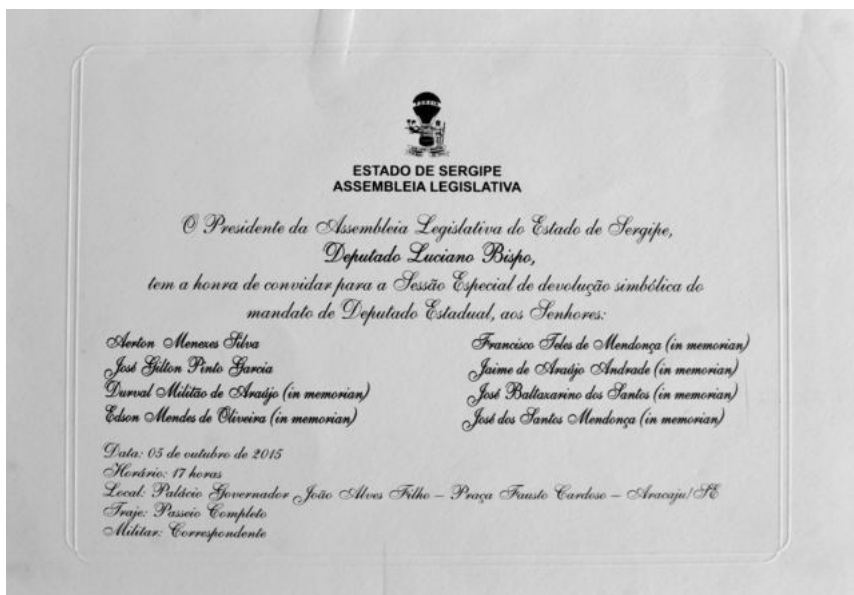 ESTADO DE SERGIPE
ASSEMBLEIA LEGISLATIVA
O Presidente da Assembleia Legislativa do Estado de Sergipe,
Deputado Luciano Bispo,
tem a honra de convidar para a Sessão Especial de devolução simbólica do
mandato de Deputado Estadual, aos Senhores:
Aerton Menezes Silva
José Gilton Pinto Garcia
Durval Militão de Araújo (in memorian)
Edson Mendes de Oliveira (in memorian)
Francisco Teles de Mendonça (in memorian)
Jaime de Araújo Andrade (in memorian)
José Baltazarino dos Santos (in memorian)
José dos Santos Mendonça (in memorian)
Data: 05 de outubro de 2015
Horário: 17 horas
Local: Palácio Governador João Alves Filho – Praça Fausto Cardoso – Aracaju/SE
Traje: Passeio Completo
Militar: Correspondente